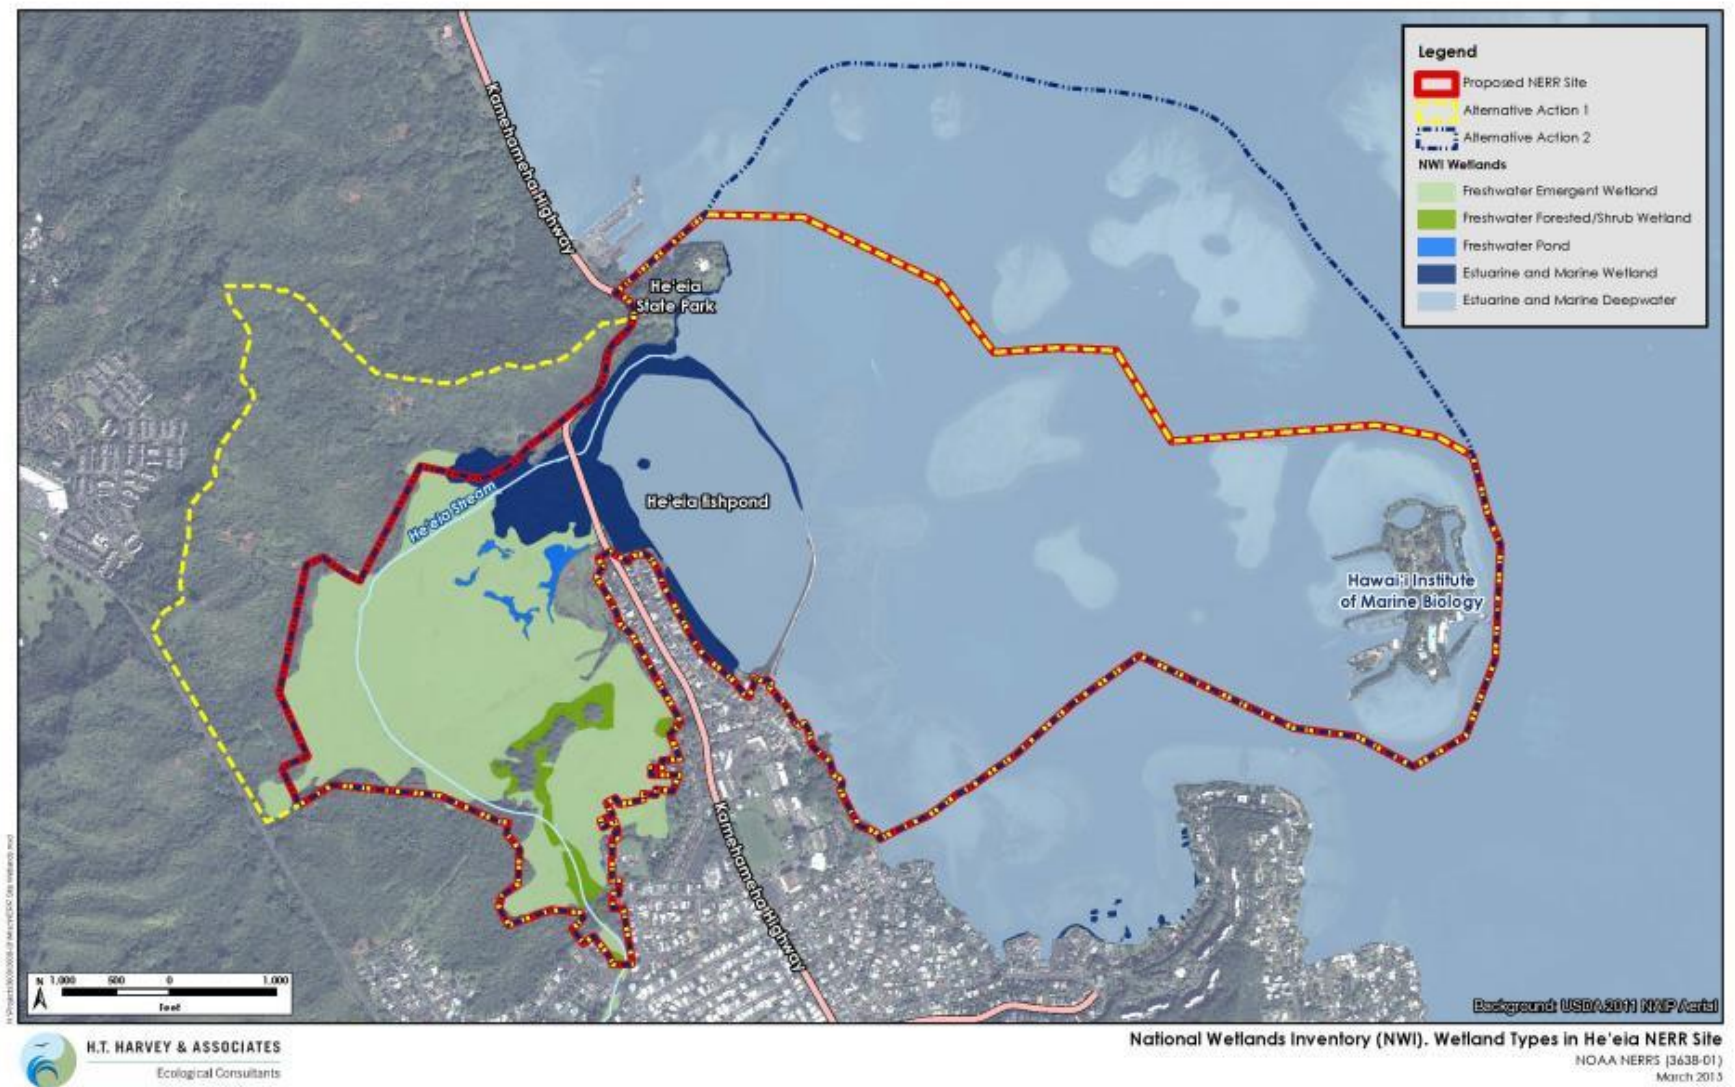 Legend
Proposed NERR Site
Alternative Action 1
Alternative Action 2
NWI Wetlands
Freshwater Emergent Wetland
Freshwater Forested/Shrub Wetland
Freshwater Pond
Estuarine and Marine Wetland
Estuarine and Marine Deepwater
Kamehameha Highway
He'eia
State Park
He'eia Stream
He'eia fishpond
Hawai'i Institute
of Marine Biology
Kamehameha Highway
N 1,000 500 0 1,000
Feet
Background: USDA 2011 NAIP Aerial
H.T. HARVEY & ASSOCIATES
Ecological Consultants
National Wetlands Inventory (NWI). Wetland Types in He'eia NERR Site
NOAA NERRS (3638-01)
March 2015